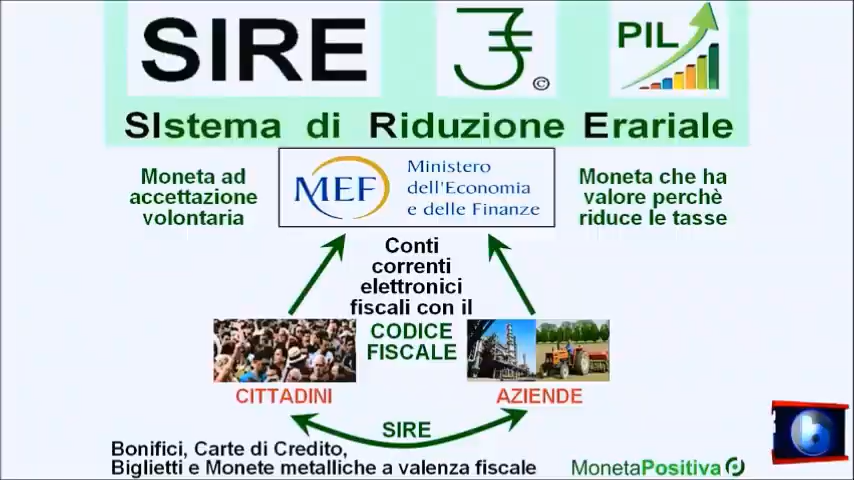 SIRE
PIL
©
SIstema di Riduzione Erariale
Moneta ad
accettazione
volontaria
MEF
Ministero
dell'Economia
e delle Finanze
Moneta che ha
valore perchè
riduce le tasse
Conti
correnti
elettronici
fiscali con il
CODICE
FISCALE
CITTADINI
AZIENDE
SIRE
Bonifici, Carte di Credito,
Biglietti e Monete metalliche a valenza fiscale
MonetaPositiva
b